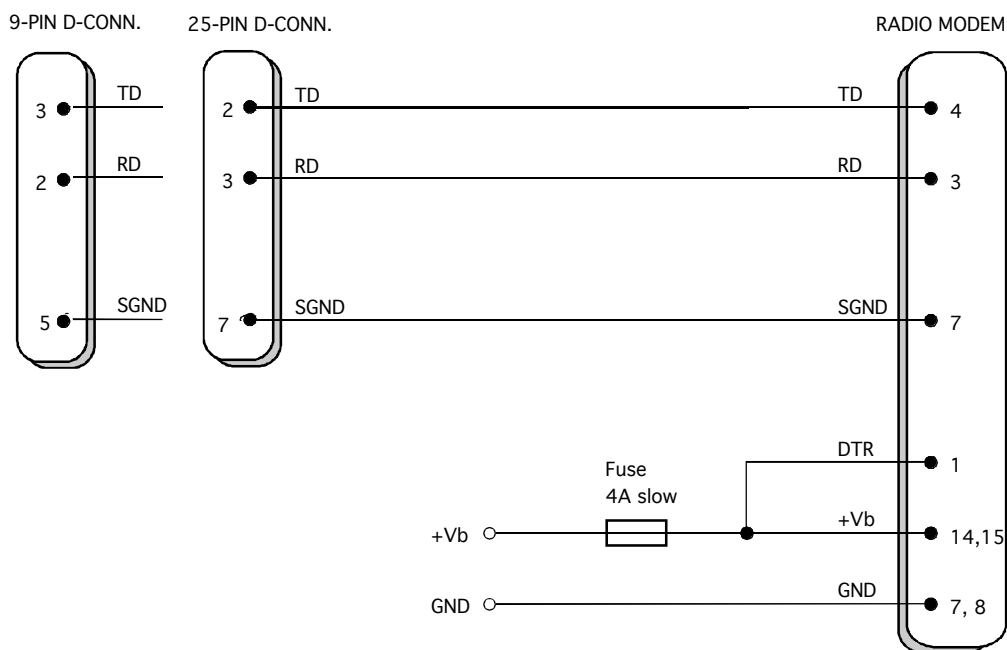 9-PIN D-CONN. 25-PIN D-CONN. RADIO MODEM
3 TD 2 TD TD 4
2 RD 3 RD RD 3
5 SGND 7 SGND SGND 7
DTR 1
Fuse
4A slow
+Vb +Vb 14,15
GND GND 7, 8